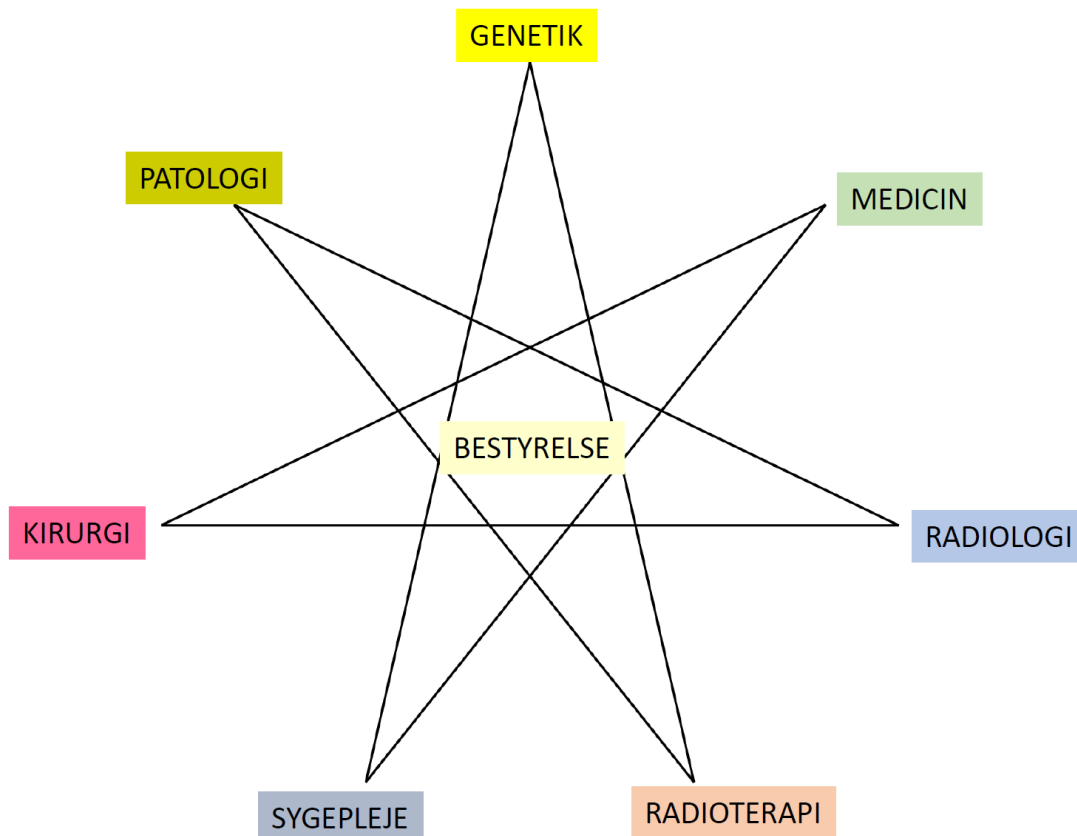 GENETIK
PATOLOGI
MEDICIN
BESTYRELSE
KIRURGI
RADIOLOGI
SYGEPLEJE
RADIOTERAPI